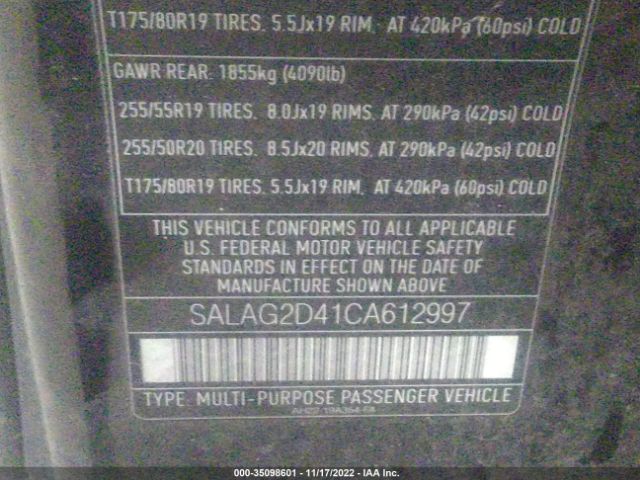 T175/80R19 TIRES. 5.5Jx19 RIM. AT 420kPa (60psi) COLD
GAWR REAR: 1855kg (4090lb)
255/55R19 TIRES. 8.0Jx19 RIMS. AT 290kPa (42psi) COLD
255/50R20 TIRES. 8.5Jx20 RIMS. AT 290kPa (42psi) COLD
T175/80R19 TIRES. 5.5Jx19 RIM. AT 420kPa (60psi) COLD
THIS VEHICLE CONFORMS TO ALL APPLICABLE
U.S. FEDERAL MOTOR VEHICLE SAFETY
STANDARDS IN EFFECT ON THE DATE OF
MANUFACTURE SHOWN ABOVE
SALAG2D41CA612997
TYPE: MULTI-PURPOSE PASSENGER VEHICLE
000-35098601 - 11/17/2022 - IAA Inc.